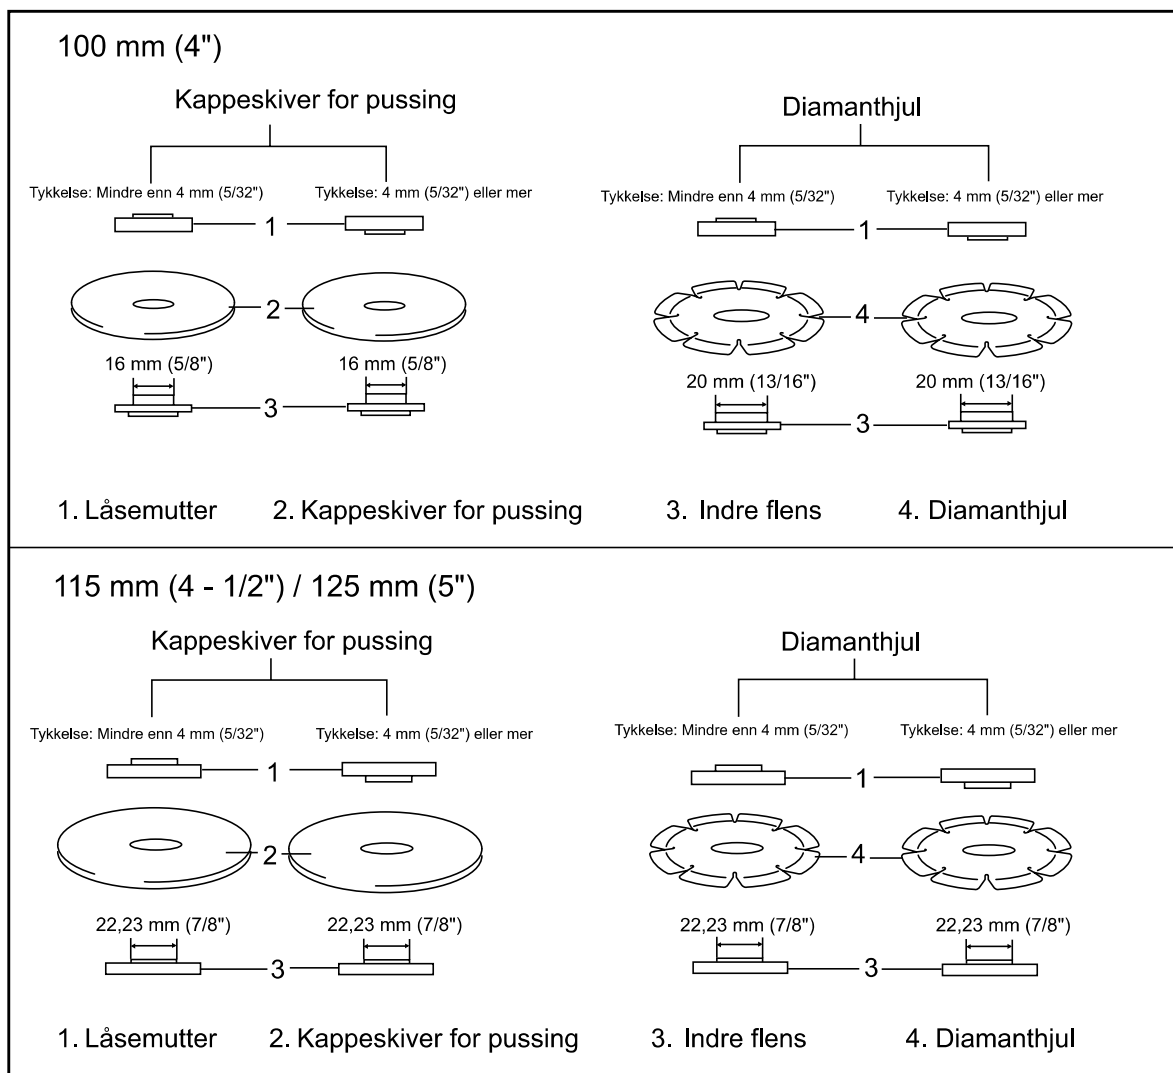 100 mm (4")
Kappeskiver for pussing
Diamanthjul
Tykkelse: Mindre enn 4 mm (5/32")
Tykkelse: 4 mm (5/32") eller mer
Tykkelse: Mindre enn 4 mm (5/32")
Tykkelse: 4 mm (5/32") eller mer
1
1
2
4
16 mm (5/8")
16 mm (5/8")
20 mm (13/16")
20 mm (13/16")
3
3
1. Låsemutter
2. Kappeskiver for pussing
3. Indre flens
4. Diamanthjul
115 mm (4 - 1/2") / 125 mm (5")
Kappeskiver for pussing
Diamanthjul
Tykkelse: Mindre enn 4 mm (5/32")
Tykkelse: 4 mm (5/32") eller mer
Tykkelse: Mindre enn 4 mm (5/32")
Tykkelse: 4 mm (5/32") eller mer
1
1
2
4
22,23 mm (7/8")
22,23 mm (7/8")
22,23 mm (7/8")
22,23 mm (7/8")
3
3
1. Låsemutter
2. Kappeskiver for pussing
3. Indre flens
4. Diamanthjul